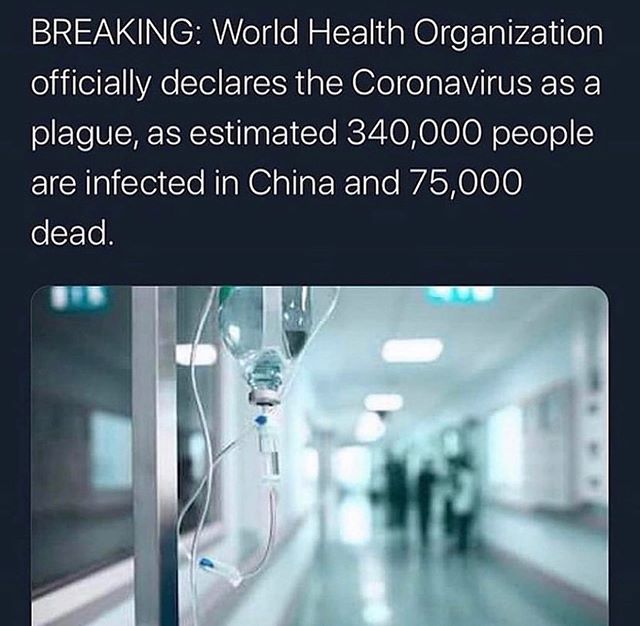 BREAKING: World Health Organization
officially declares the Coronavirus as a
plague, as estimated 340,000 people
are infected in China and 75,000
dead.